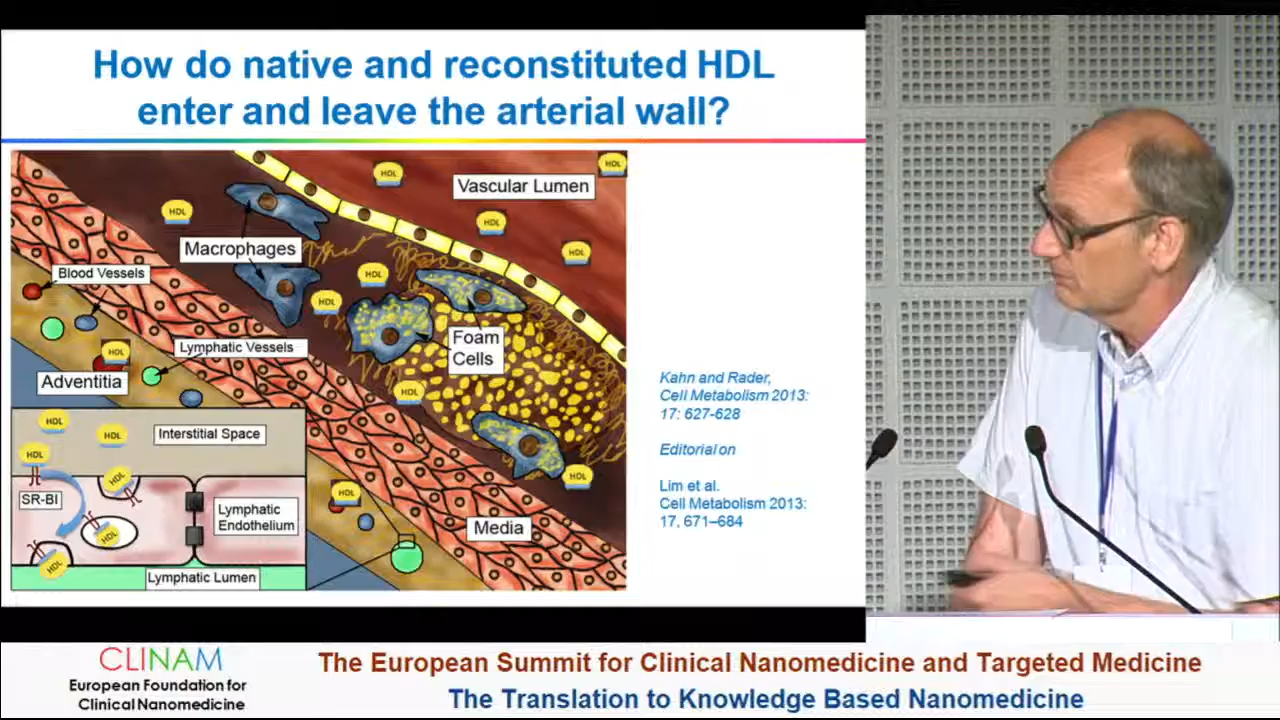 How do native and reconstituted HDL
enter and leave the arterial wall?
HDL
HDL
Vascular Lumen
HDL
HDL
HDL
Macrophages
HDL
Blood Vessels
HDL
HDL
Foam
Cells
Lymphatic Vessels
HDL
Adventitia
HDL
HDL
HDL
Interstitial Space
HDL
HDL
SR-BI
HDL
HDL
HDL
Lymphatic
Endothelium
Lymphatic Lumen
HDL
HDL
Media
Kahn and Rader,
Cell Metabolism 2013:
17: 627-628
Editorial on
Lim et al.
Cell Metabolism 2013:
17, 671–684
CLINAM
European Foundation for
Clinical Nanomedicine
The European Summit for Clinical Nanomedicine and Targeted Medicine
The Translation to Knowledge Based Nanomedicine